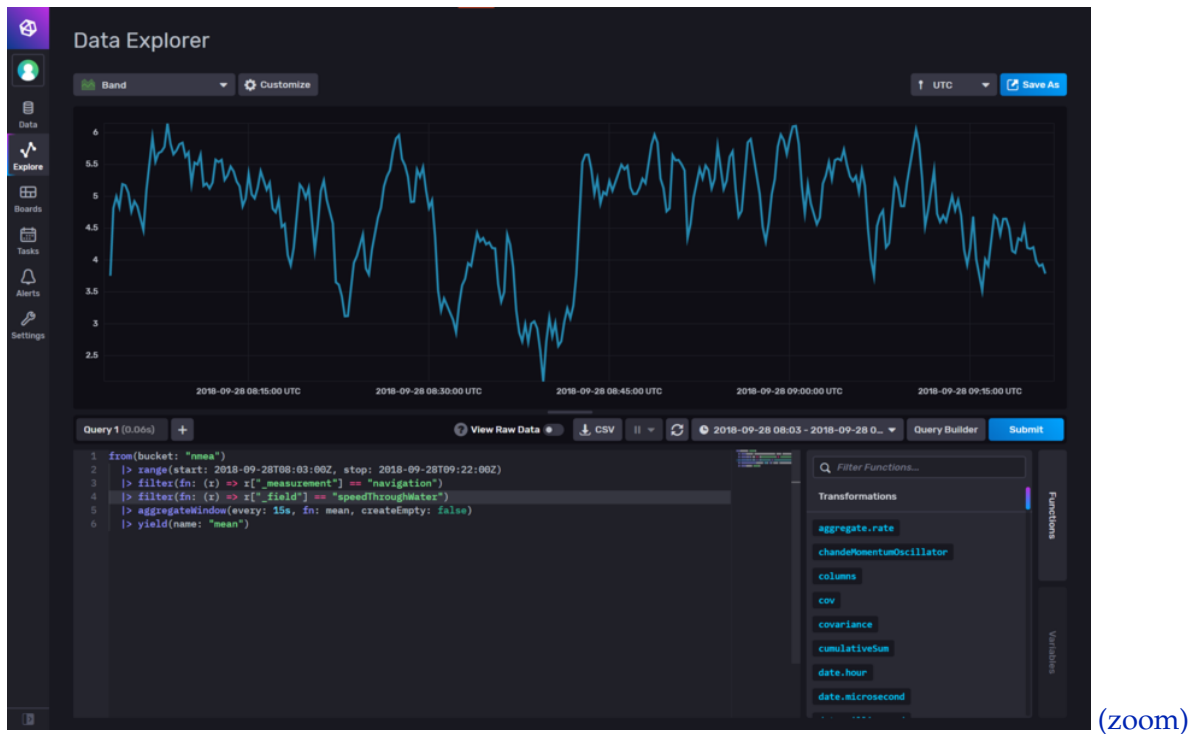 Data Explorer
Band
Customize
UTC
Save As
Data
Explore
Boards
Tasks
Alerts
Settings
6
5.5
5
4.5
4
3.5
3
2.5
2018-09-28 08:15:00 UTC
2018-09-28 08:30:00 UTC
2018-09-28 08:45:00 UTC
2018-09-28 09:00:00 UTC
2018-09-28 09:15:00 UTC
Query 1 (0.06s)
+
? View Raw Data
CSV
2018-09-28 08:03 - 2018-09-28 0...
Query Builder
Submit
1 from(bucket: "nmea")
2 |> range(start: 2018-09-28T08:03:00Z, stop: 2018-09-28T09:22:00Z)
3 |> filter(fn: (r) => r["_measurement"] == "navigation")
4 |> filter(fn: (r) => r["_field"] == "speedThroughWater")
5 |> aggregateWindow(every: 15s, fn: mean, createEmpty: false)
6 |> yield(name: "mean")
Filter Functions...
Transformations
aggregate.rate
chandeMomentumOscillator
columns
cov
covariance
cumulativeSum
date.hour
date.microsecond
Functions
Variables
(zoom)